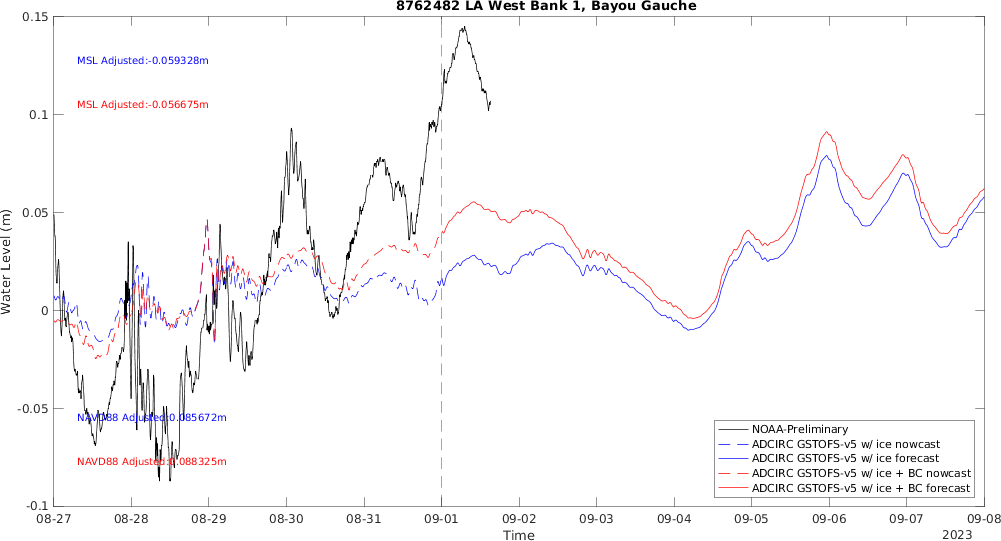 8762482 LA West Bank 1, Bayou Gauche
0.15
0.1
0.05
0
-0.05
-0.1
Water Level (m)
MSL Adjusted:-0.059328m
MSL Adjusted:-0.056675m
NAVD88 Adjusted:0.085672m
NAVD88 Adjusted:0.088325m
NOAA-Preliminary
ADCIRC GSTOFS-v5 w/ ice nowcast
ADCIRC GSTOFS-v5 w/ ice forecast
ADCIRC GSTOFS-v5 w/ ice + BC nowcast
ADCIRC GSTOFS-v5 w/ ice + BC forecast
08-27 08-28 08-29 08-30 08-31 09-01 09-02 09-03 09-04 09-05 09-06 09-07 09-08
Time
2023